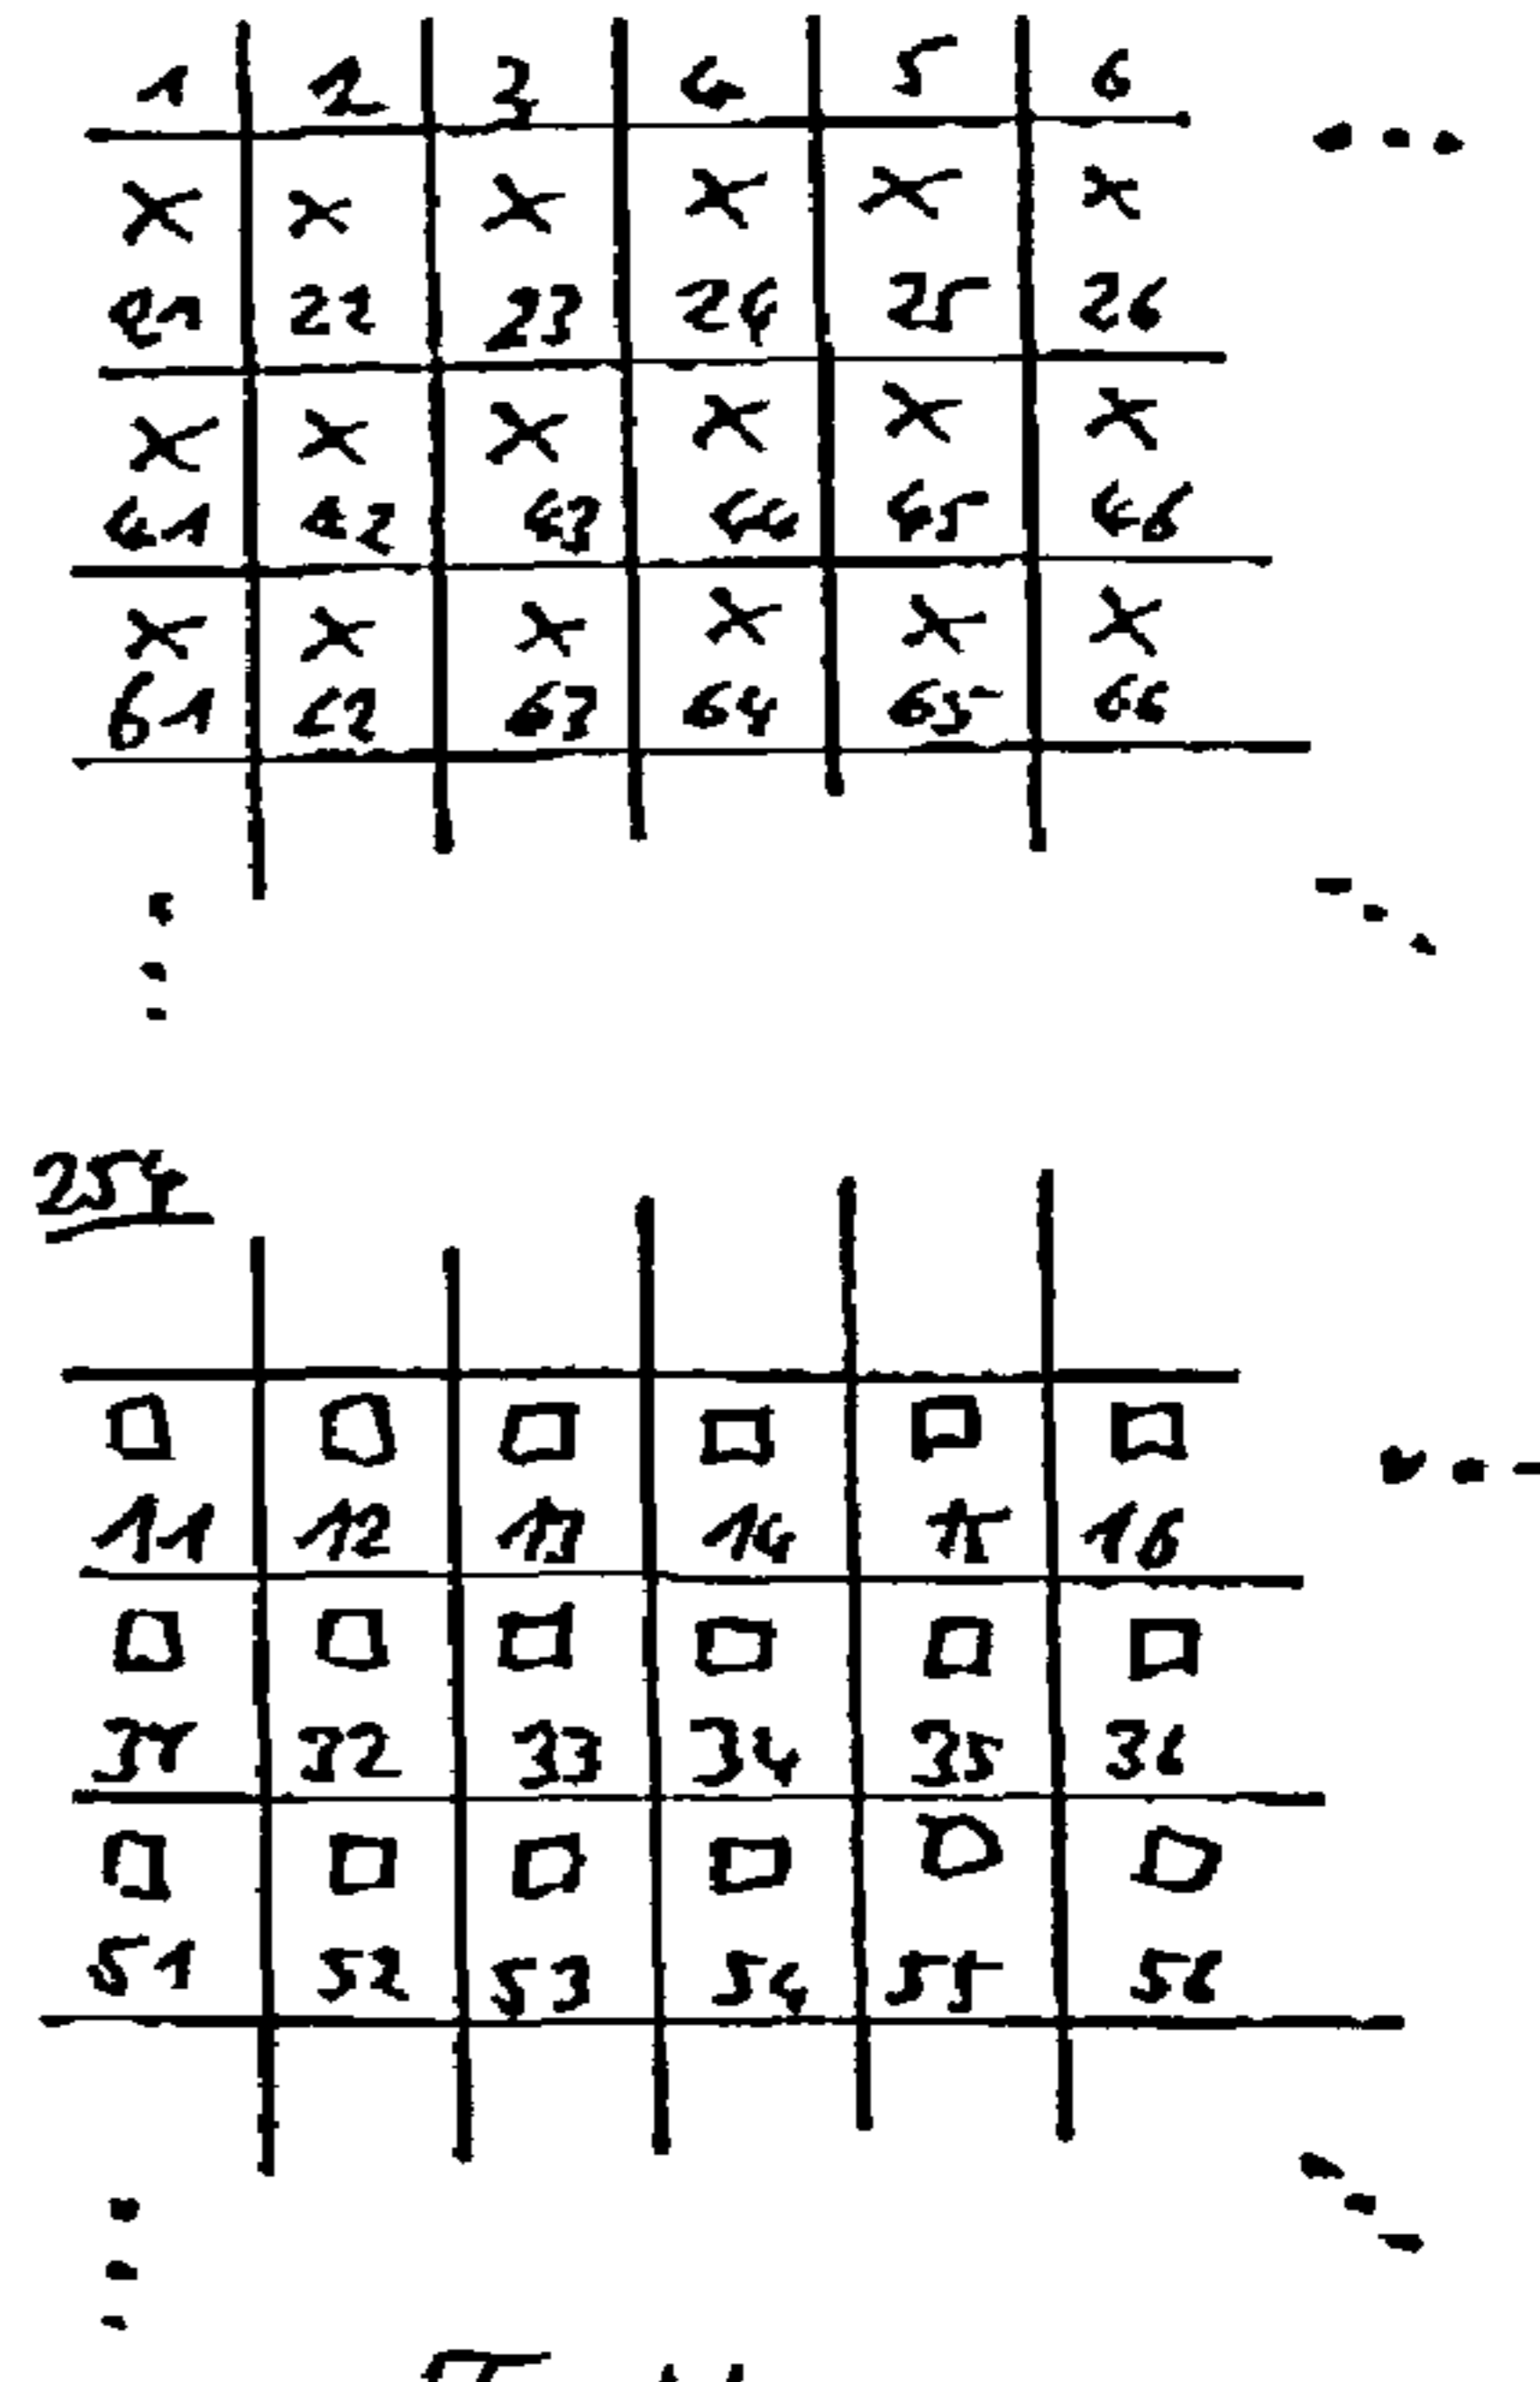 1 2 3 4 5 6
× × × × × × ...
21 22 23 24 25 26
× × × × × ×
41 42 43 44 45 46
× × × × × ×
61 62 63 64 65 66
□ □ □ □ □ □
11 12 13 14 15 16
□ □ □ □ □ □
31 32 33 34 35 36
□ □ □ □ □ □
51 52 53 54 55 56